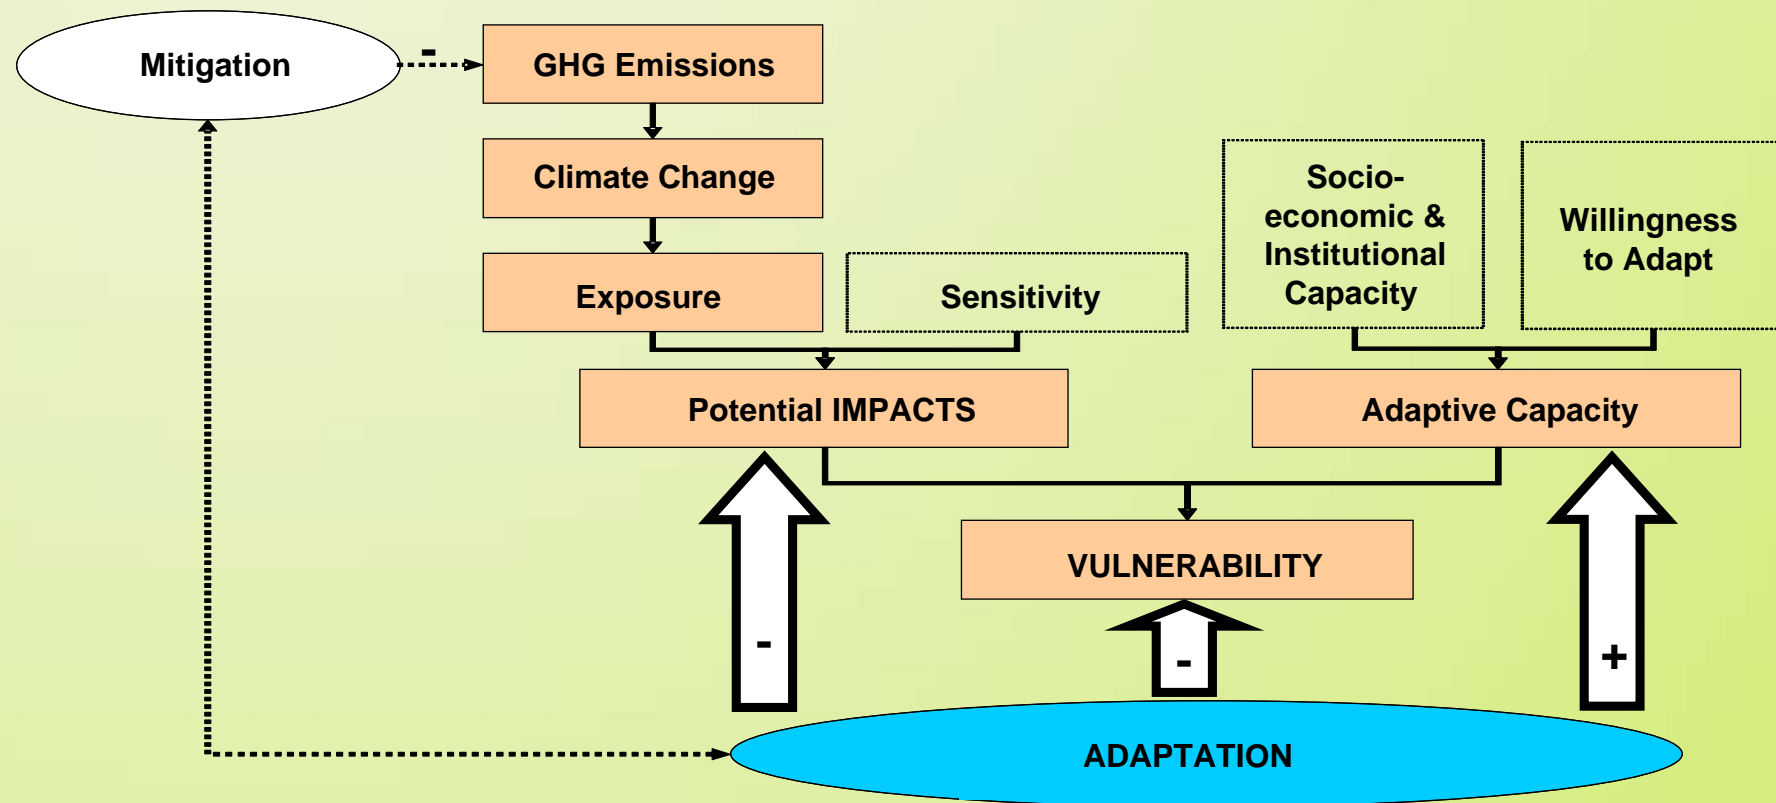 Mitigation
-
GHG Emissions
Climate Change
Exposure
Sensitivity
Socio-
economic &
Institutional
Capacity
Willingness
to Adapt
Potential IMPACTS
Adaptive Capacity
VULNERABILITY
-
-
+
ADAPTATION